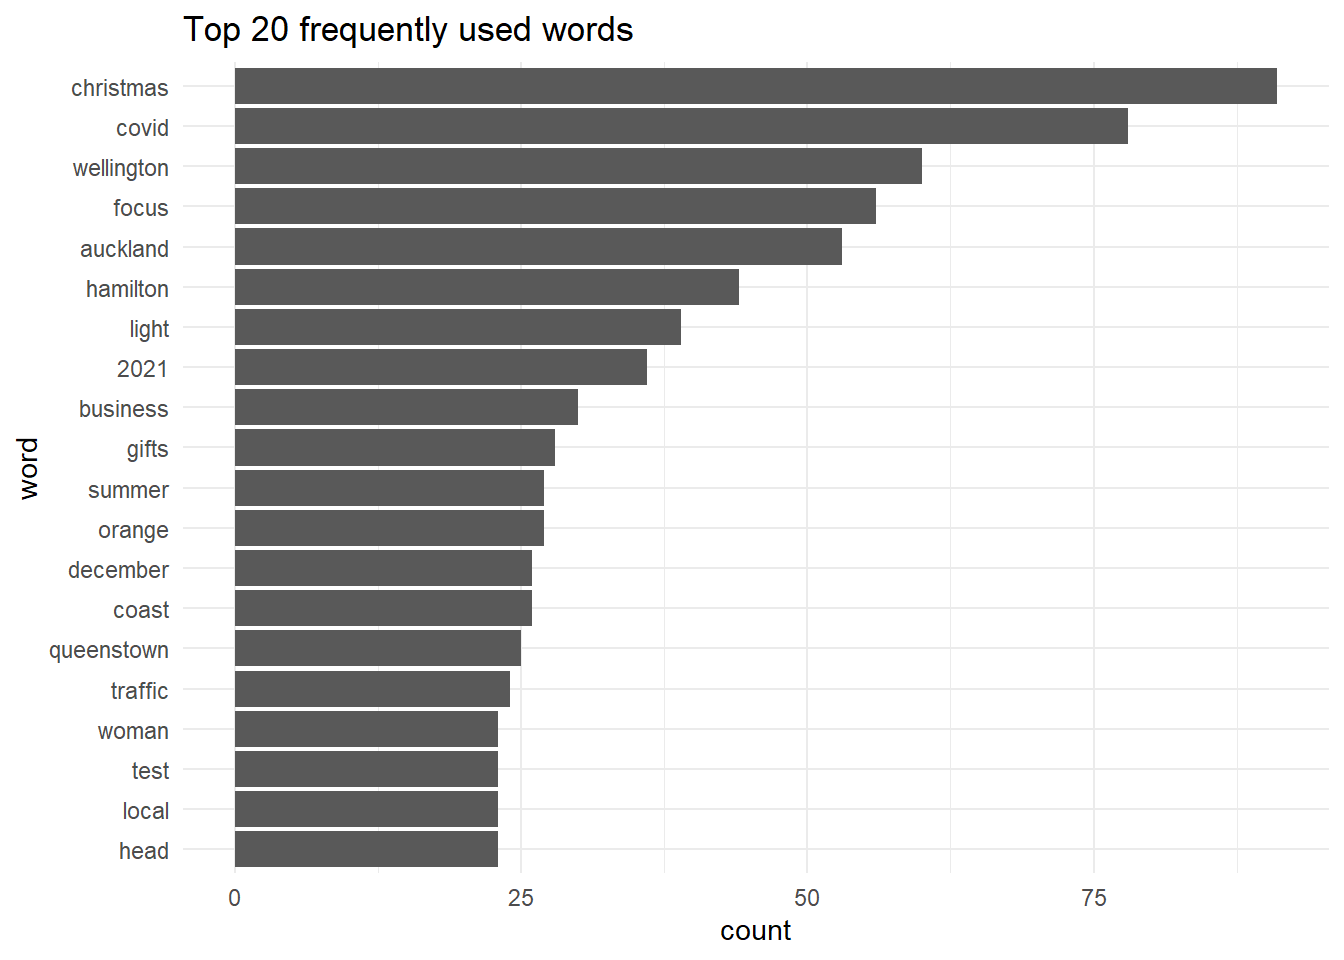 Top 20 frequently used words
word
christmas
covid
wellington
focus
auckland
hamilton
light
2021
business
gifts
summer
orange
december
coast
queenstown
traffic
woman
test
local
head
0 25 50 75
count